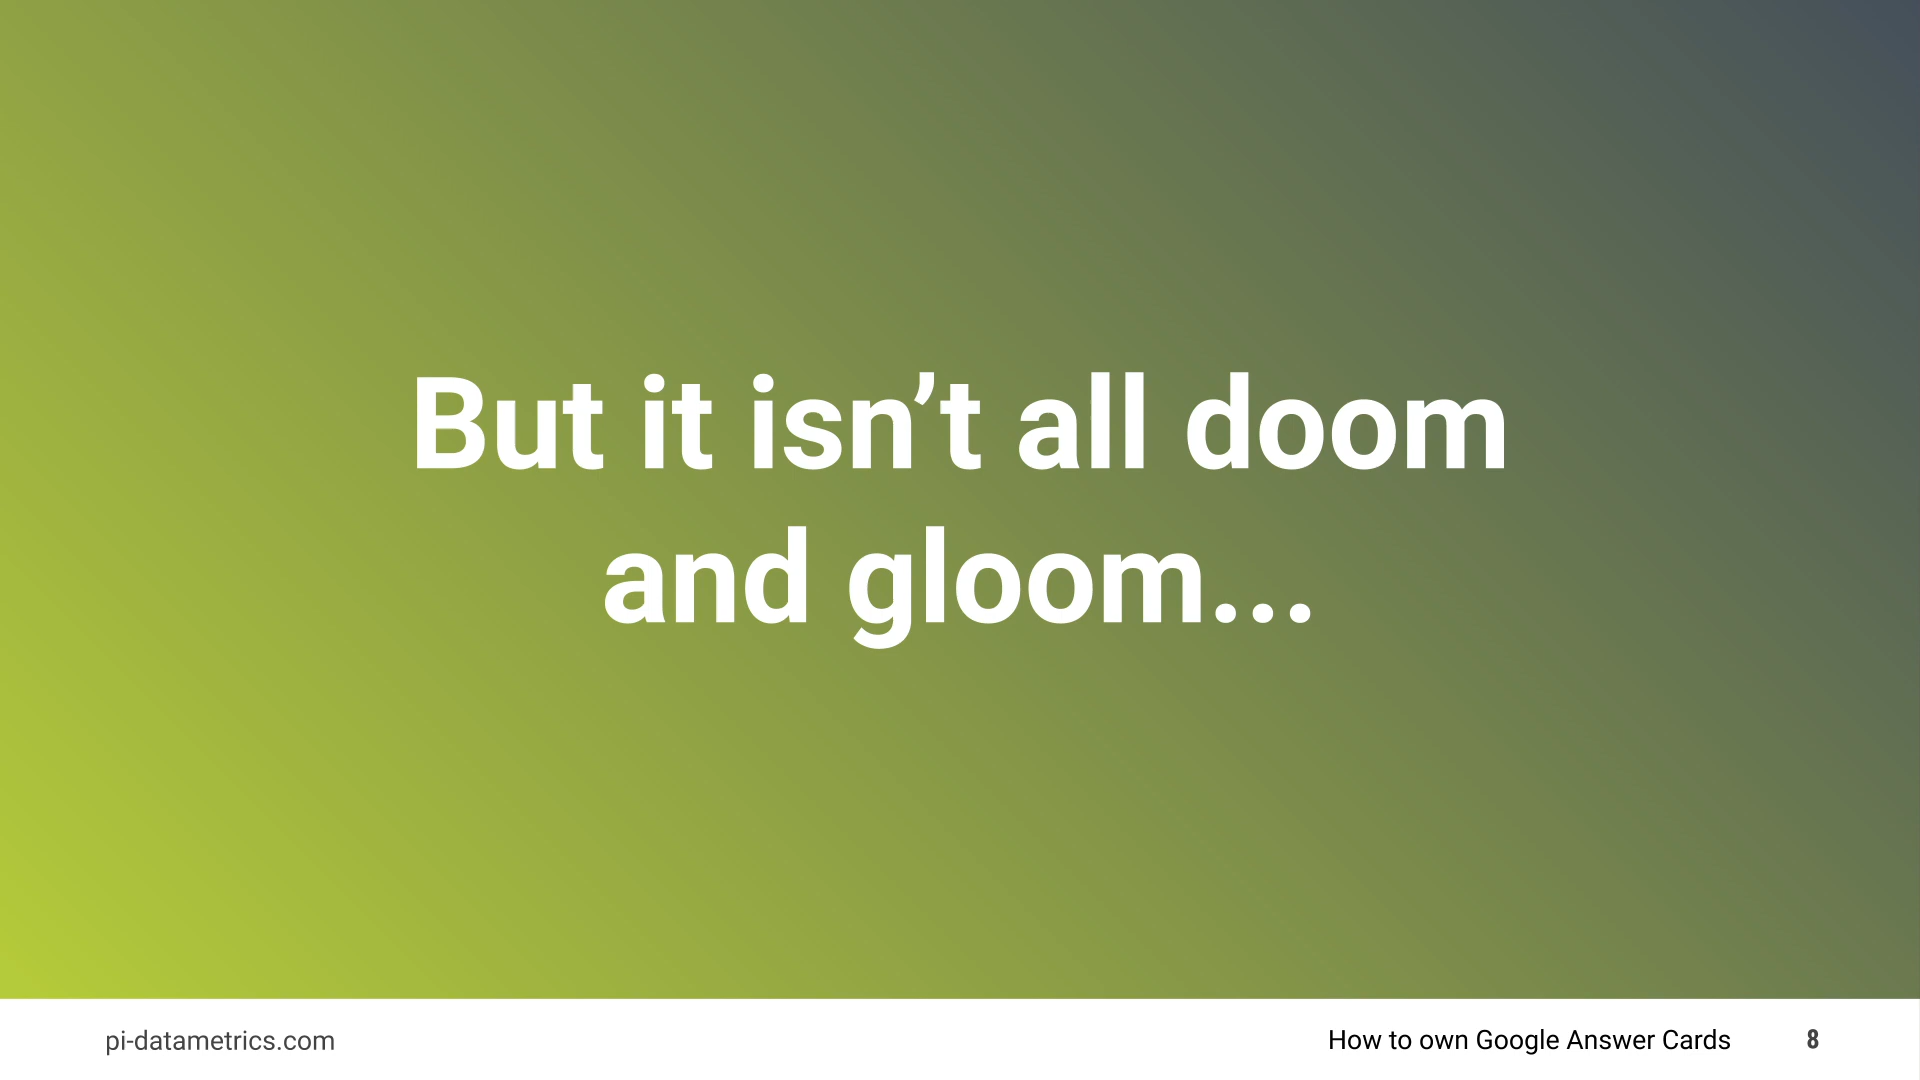 But it isn’t all doom
and gloom...
pi-datametrics.com
How to own Google Answer Cards
8